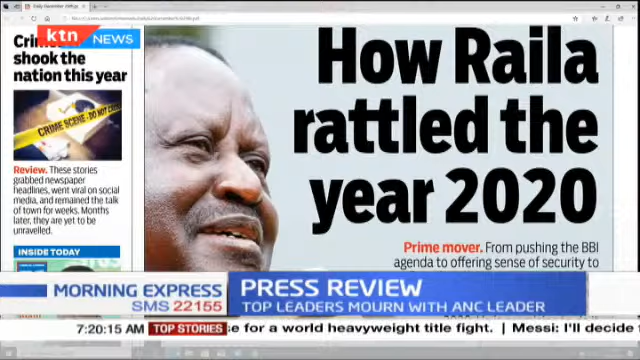 ktn NEWS
shook the
nation this year
CRIME SCENE - DO NOT
Review. These stories
grabbed newspaper
headlines, went viral on social
media, and remained the talk
of town for weeks. Months
later, they are yet to be
unravelled.
INSIDE TODAY
How Raila
rattled the
year 2020
Prime mover. From pushing the BBI
agenda to offering sense of security to
MORNING EXPRESS
SMS 22155
PRESS REVIEW
TOP LEADERS MOURN WITH ANC LEADER
7:20:15 AM
TOP STORIES
e for a world heavyweight title fight. | Messi: I'll decide